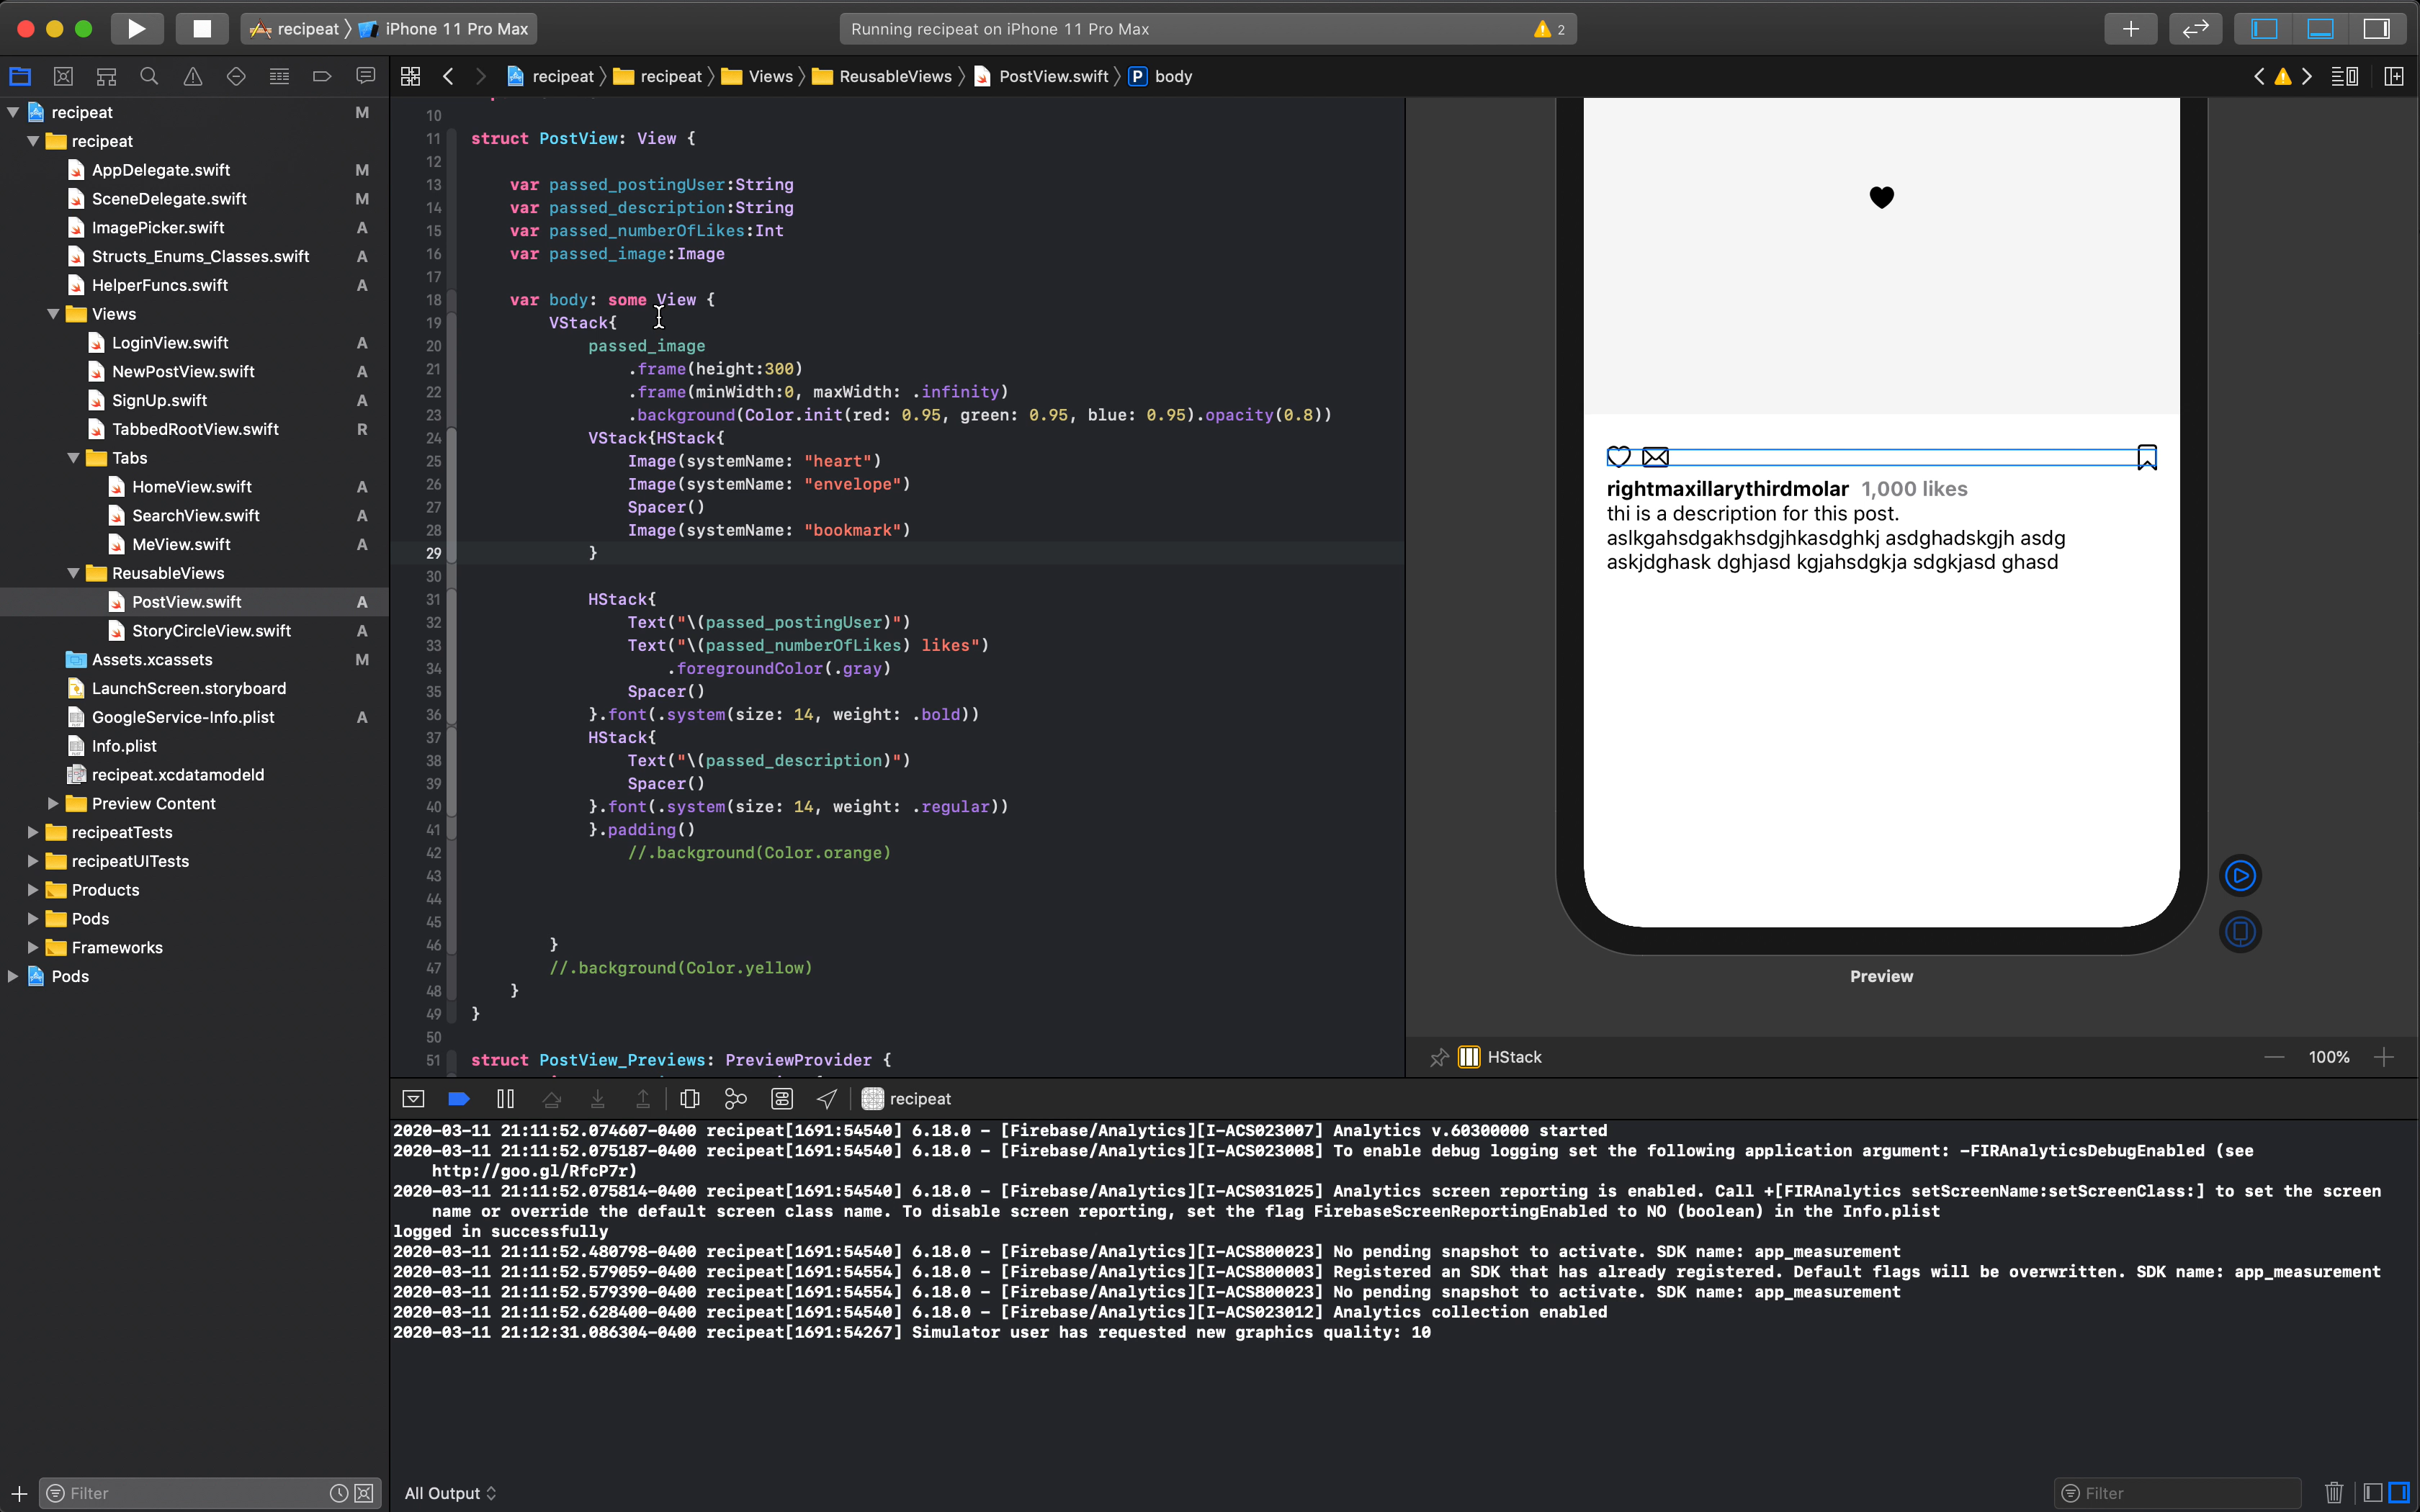 recipeat 〉 iPhone 11 Pro Max
Running recipeat on iPhone 11 Pro Max
2
recipeat 〉 recipeat 〉 Views 〉 ReusableViews 〉 PostView.swift 〉 P body
recipeat M
recipeat
AppDelegate.swift M
SceneDelegate.swift M
ImagePicker.swift A
Structs_Enums_Classes.swift A
HelperFuncs.swift A
Views
LoginView.swift A
NewPostView.swift A
SignUp.swift A
TabbedRootView.swift R
Tabs
HomeView.swift A
SearchView.swift A
MeView.swift A
ReusableViews
PostView.swift A
StoryCircleView.swift A
Assets.xcassets M
LaunchScreen.storyboard
GoogleService-Info.plist A
Info.plist
recipeat.xcdatamodeld
Preview Content
recipeatTests
recipeatUITests
Products
Pods
Frameworks
Pods
Filter
10
11 struct PostView: View {
12
13 var passed_postingUser:String
14 var passed_description:String
15 var passed_numberOfLikes:Int
16 var passed_image:Image
17
18 var body: some View {
19 VStack{
20 passed_image
21 .frame(height:300)
22 .frame(minWidth:0, maxWidth: .infinity)
23 .background(Color.init(red: 0.95, green: 0.95, blue: 0.95).opacity(0.8))
24 VStack{HStack{
25 Image(systemName: "heart")
26 Image(systemName: "envelope")
27 Spacer()
28 Image(systemName: "bookmark")
29 }
30
31 HStack{
32 Text("\(passed_postingUser)")
33 Text("\(passed_numberOfLikes) likes")
34 .foregroundColor(.gray)
35 Spacer()
36 }.font(.system(size: 14, weight: .bold))
37 HStack{
38 Text("\(passed_description)")
39 Spacer()
40 }.font(.system(size: 14, weight: .regular))
41 }.padding()
42 //.background(Color.orange)
43
44
45
46 }
47 //.background(Color.yellow)
48 }
49 }
50
51 struct PostView_Previews: PreviewProvider {
rightmaxillarythirdmolar 1,000 likes
thi is a description for this post.
aslkgahsdgakhsdgjhkasdghkj asdghadskgjh asdg
askjdghask dghjasd kgjahsdgkja sdgkjasd ghasd
Preview
HStack
100%
recipeat
2020-03-11 21:11:52.074607-0400 recipeat[1691:54540] 6.18.0 - [Firebase/Analytics][I-ACS023007] Analytics v.60300000 started
2020-03-11 21:11:52.075187-0400 recipeat[1691:54540] 6.18.0 - [Firebase/Analytics][I-ACS023008] To enable debug logging set the following application argument: -FIRAnalyticsDebugEnabled (see
http://goo.gl/RfcP7r)
2020-03-11 21:11:52.075814-0400 recipeat[1691:54540] 6.18.0 - [Firebase/Analytics][I-ACS031025] Analytics screen reporting is enabled. Call +[FIRAnalytics setScreenName:setScreenClass:] to set the screen
name or override the default screen class name. To disable screen reporting, set the flag FirebaseScreenReportingEnabled to NO (boolean) in the Info.plist
logged in successfully
2020-03-11 21:11:52.480798-0400 recipeat[1691:54540] 6.18.0 - [Firebase/Analytics][I-ACS800023] No pending snapshot to activate. SDK name: app_measurement
2020-03-11 21:11:52.579059-0400 recipeat[1691:54554] 6.18.0 - [Firebase/Analytics][I-ACS800003] Registered an SDK that has already registered. Default flags will be overwritten. SDK name: app_measurement
2020-03-11 21:11:52.579390-0400 recipeat[1691:54554] 6.18.0 - [Firebase/Analytics][I-ACS800023] No pending snapshot to activate. SDK name: app_measurement
2020-03-11 21:11:52.628400-0400 recipeat[1691:54540] 6.18.0 - [Firebase/Analytics][I-ACS023012] Analytics collection enabled
2020-03-11 21:12:31.086304-0400 recipeat[1691:54267] Simulator user has requested new graphics quality: 10
All Output
Filter